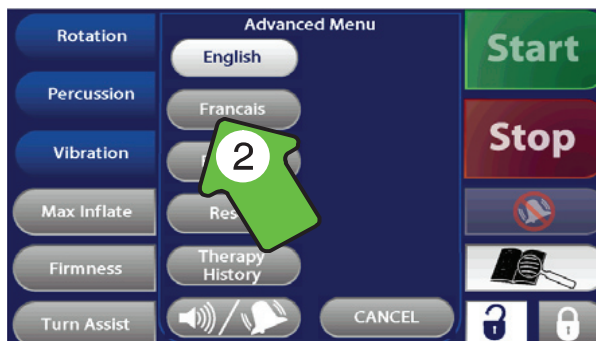 Advanced Menu
Rotation
Percussion
Vibration
Max Inflate
Firmness
Turn Assist
English
Francais
2
Therapy
History
CANCEL
Start
Stop